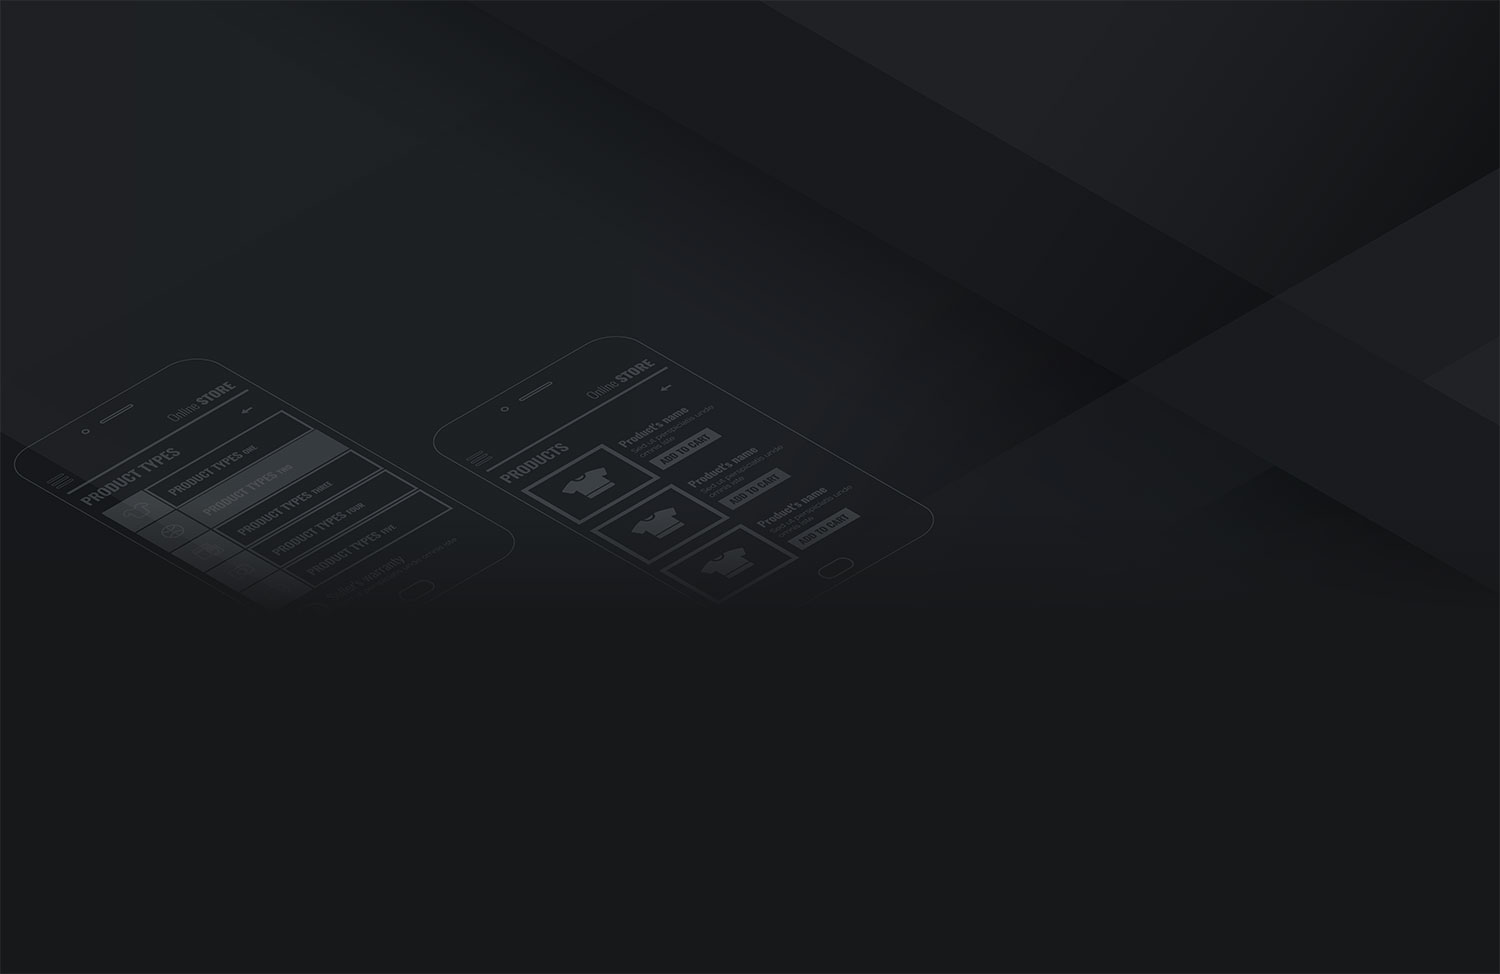 Online STORE
PRODUCT TYPES
PRODUCT TYPES ONE
PRODUCT TYPES TWO
PRODUCT TYPES THREE
PRODUCT TYPES FOUR
PRODUCT TYPES FIVE
warranty
omnis iste
Online STORE
PRODUCTS
Product's name
Sed ut perspiciatis unde
omnis iste
ADD TO CART
Product's name
Sed ut perspiciatis unde
omnis iste
ADD TO CART
Product's name
Sed ut perspiciatis unde
omnis iste
ADD TO CART